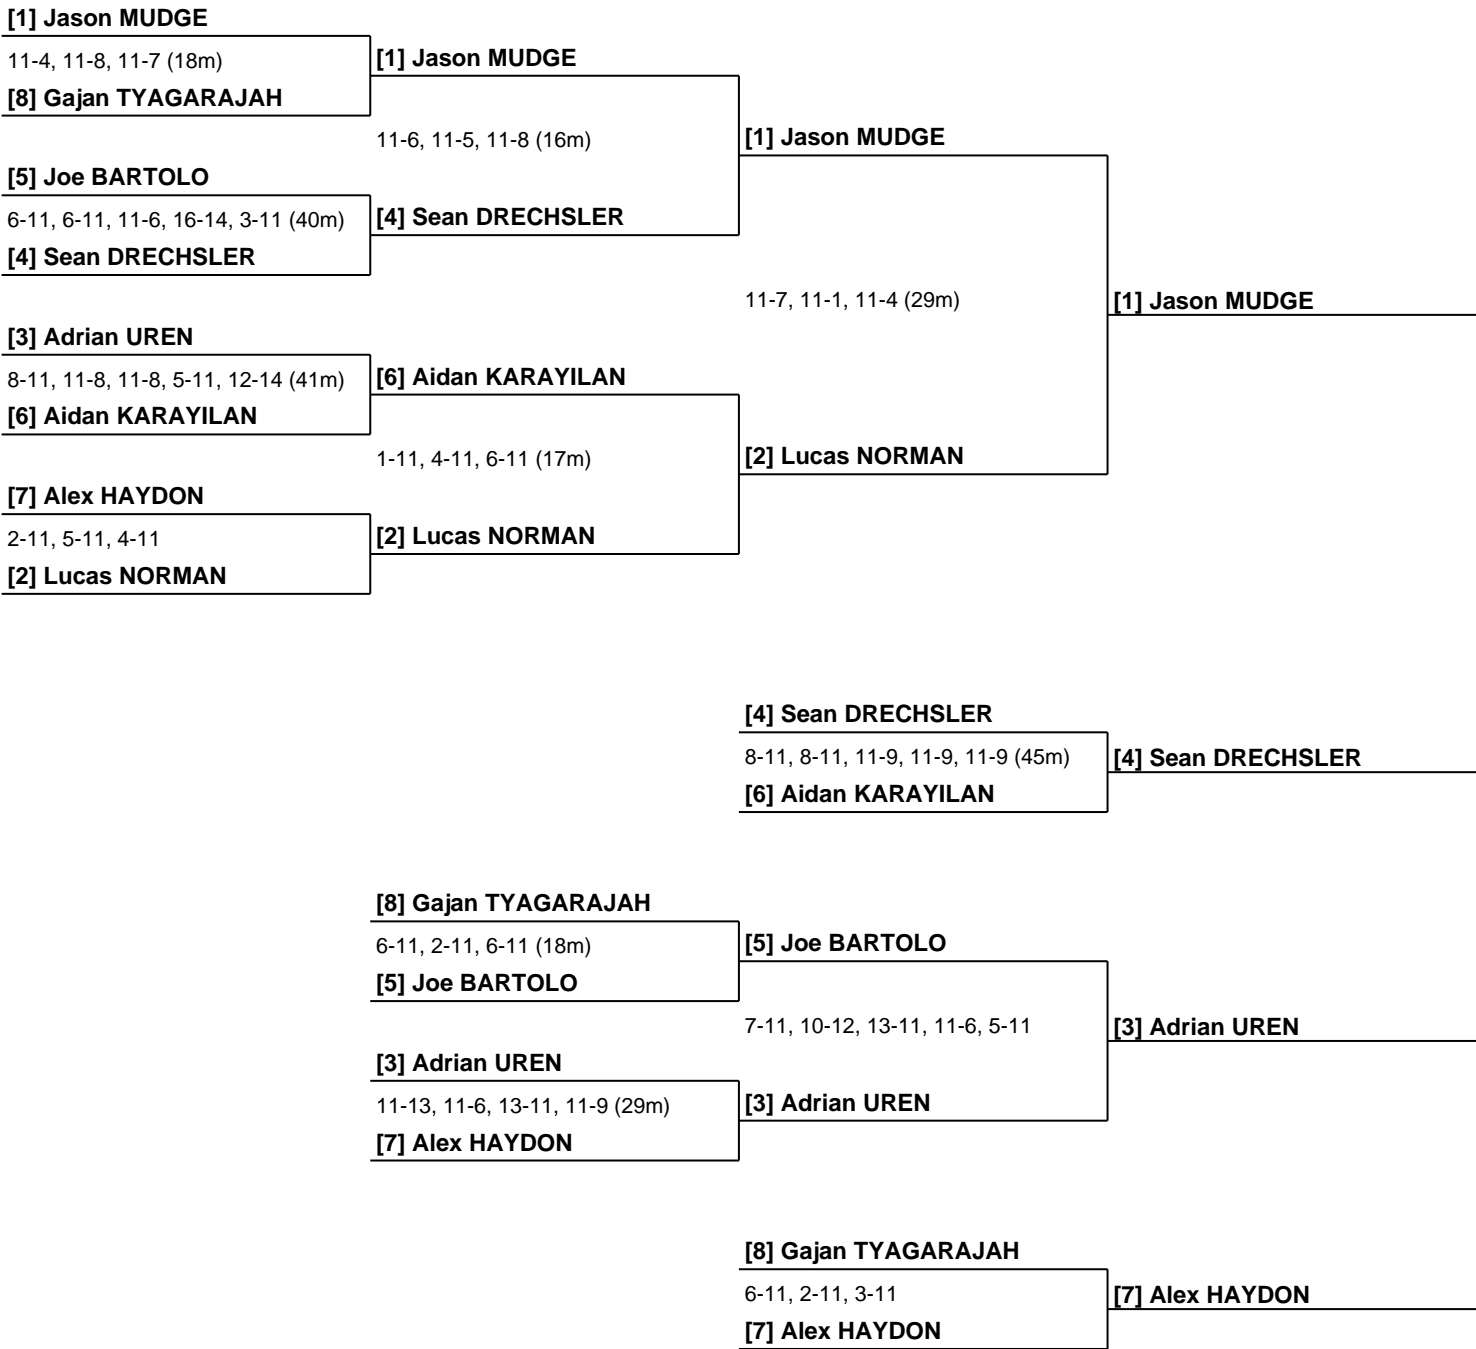 [1] Jason MUDGE
11-4, 11-8, 11-7 (18m)
[8] Gajan TYAGARAJAH
[1] Jason MUDGE
11-6, 11-5, 11-8 (16m)
[1] Jason MUDGE
[5] Joe BARTOLO
6-11, 6-11, 11-6, 16-14, 3-11 (40m)
[4] Sean DRECHSLER
[4] Sean DRECHSLER
11-7, 11-1, 11-4 (29m)
[1] Jason MUDGE
[3] Adrian UREN
8-11, 11-8, 11-8, 5-11, 12-14 (41m)
[6] Aidan KARAYILAN
[6] Aidan KARAYILAN
1-11, 4-11, 6-11 (17m)
[2] Lucas NORMAN
[7] Alex HAYDON
2-11, 5-11, 4-11
[2] Lucas NORMAN
[2] Lucas NORMAN
[4] Sean DRECHSLER
8-11, 8-11, 11-9, 11-9, 11-9 (45m)
[6] Aidan KARAYILAN
[4] Sean DRECHSLER
[8] Gajan TYAGARAJAH
6-11, 2-11, 6-11 (18m)
[5] Joe BARTOLO
[5] Joe BARTOLO
7-11, 10-12, 13-11, 11-6, 5-11
[3] Adrian UREN
[3] Adrian UREN
11-13, 11-6, 13-11, 11-9 (29m)
[7] Alex HAYDON
[3] Adrian UREN
[8] Gajan TYAGARAJAH
6-11, 2-11, 3-11
[7] Alex HAYDON
[7] Alex HAYDON